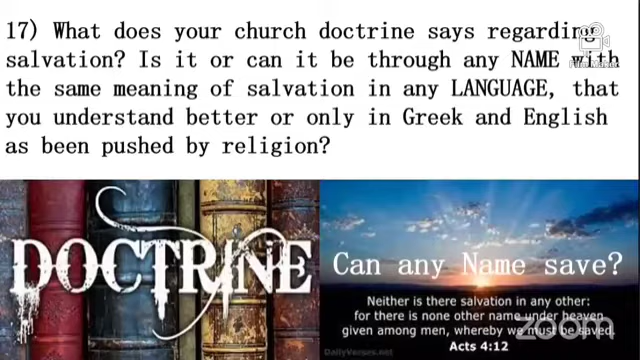 17) What does your church doctrine says regarding
salvation? Is it or can it be through any NAME with
the same meaning of salvation in any LANGUAGE, that
you understand better or only in Greek and English
as been pushed by religion?
DOCTRINE
Can any Name save?
Neither is there salvation in any other:
for there is none other name under heaven
given among men, whereby we must be saved.
Acts 4:12
DailyVerses.net
zoom